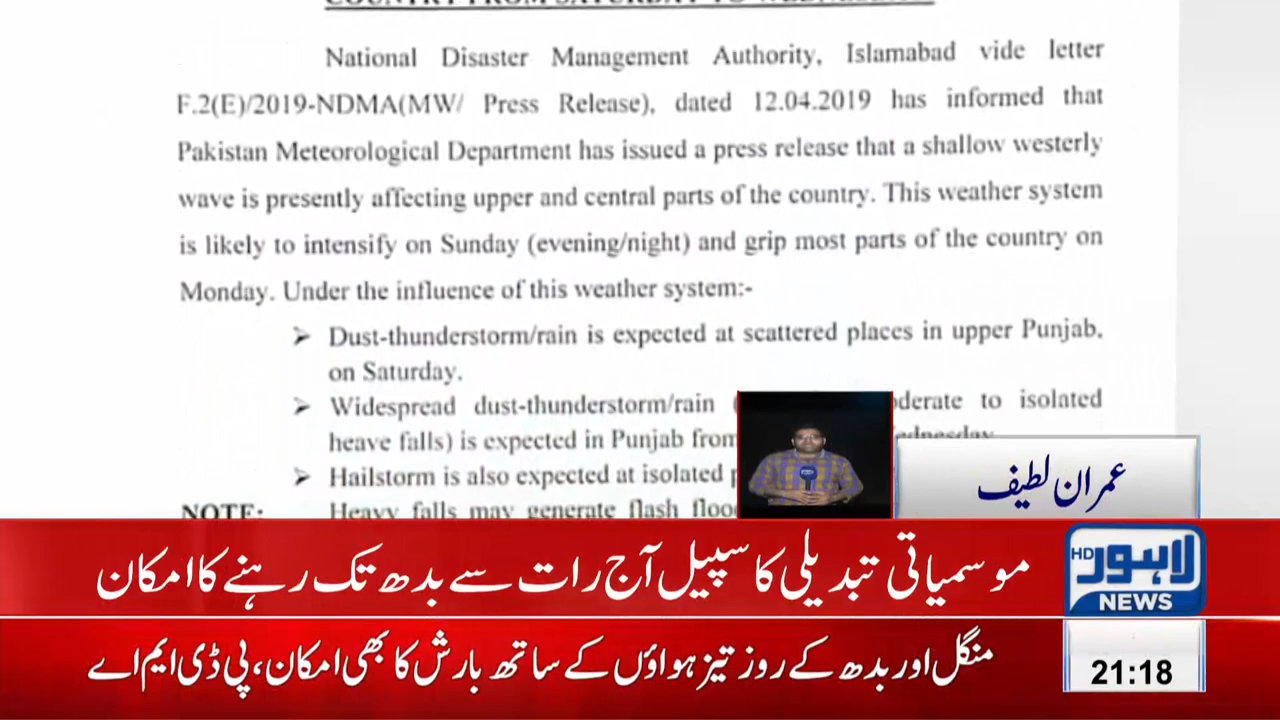 National Disaster Management Authority, Islamabad vide letter
F.2(E)/2019-NDMA(MW/ Press Release), dated 12.04.2019 has informed that
Pakistan Meteorological Department has issued a press release that a shallow westerly
wave is presently affecting upper and central parts of the country. This weather system
is likely to intensify on Sunday (evening/night) and grip most parts of the country on
Monday. Under the influence of this weather system:-
➢ Dust-thunderstorm/rain is expected at scattered places in upper Punjab,
on Saturday.
➢ Widespread dust-thunderstorm/rain ( to isolated
heave falls) is expected in Punjab from
➢ Hailstorm is also expected at isolated
NOTE: Heavy falls may generate flash
عمران لطیف
موسمیاتی تبدیلی کا سپیل آج رات سے بدھ تک رہنے کا امکان
HD لاہور
NEWS
منگل اور بدھ کے روز تیز ہواؤں کے ساتھ بارش کا بھی امکان، پی ڈی ایم اے
21:18